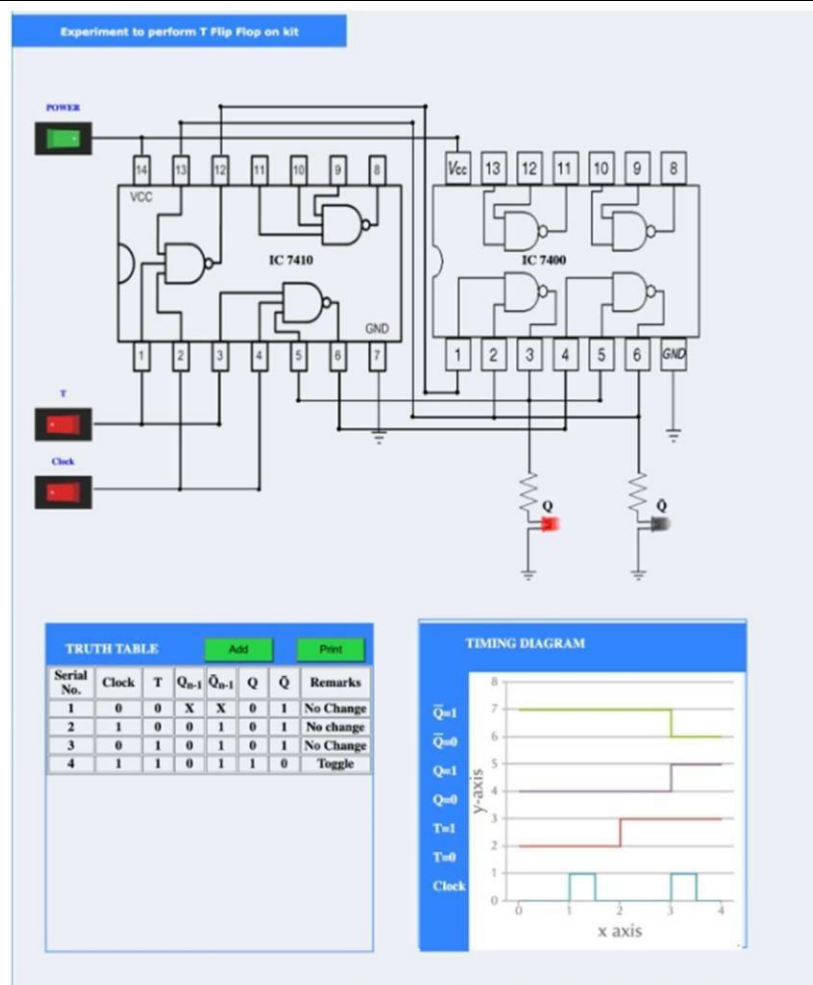 Experiment to perform T Flip Flop on kit
POWER
14 13 12 11 10 9 8
Vcc 13 12 11 10 9 8
VCC
IC 7410
IC 7400
GND
1 2 3 4 5 6 7
1 2 3 4 5 6 GND
T
Clock
Q Q̄
TRUTH TABLE Add Print
Serial No. Clock T Qn-1 Q̄n-1 Q Q̄ Remarks
1 0 0 X X 0 1 No Change
2 1 0 0 1 0 1 No change
3 0 1 0 1 0 1 No Change
4 1 1 0 1 1 0 Toggle
TIMING DIAGRAM
Q̄=1
Q̄=0
Q=1
Q=0
T=1
T=0
Clock
y-axis
8
7
6
5
4
3
2
1
0
0 1 2 3 4
x axis